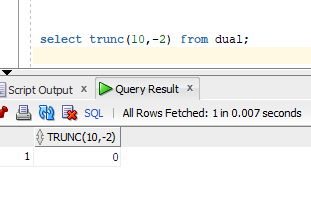 select trunc(10,-2) from dual;
Script Output x Query Result x
SQL | All Rows Fetched: 1 in 0.007 seconds
TRUNC(10,-2)
1 0